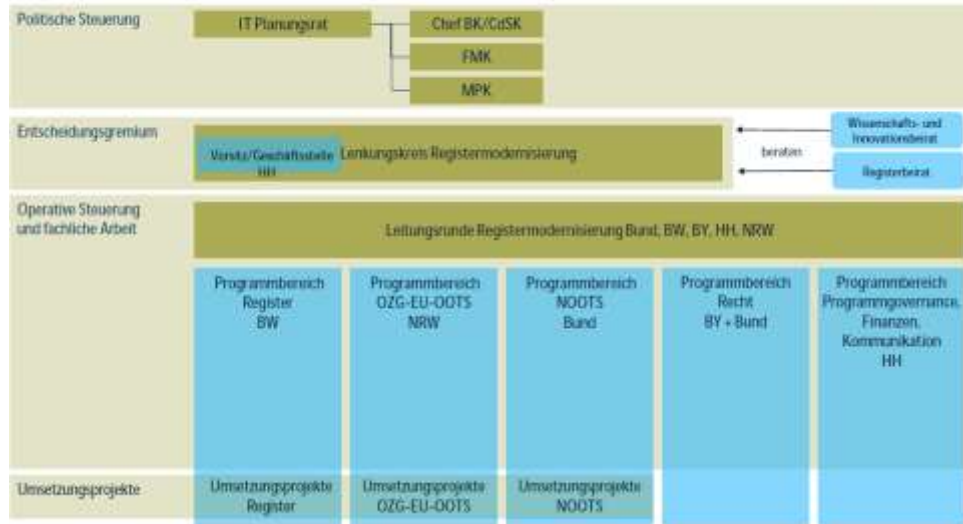 Politische Steuerung
IT Planungsrat
Chef BK/CdSK
FMK
MPK
Entscheidungsgremium
Vorsitz/Geschäftsstelle
HH
Lenkungskreis Registermodernisierung
beraten
Wissenschafts- und
Innovationsbeirat
Registerbeirat
Operative Steuerung
und fachliche Arbeit
Leitungsrunde Registermodernisierung Bund, BW, BY, HH, NRW
Programmbereich
Register
BW
Programmbereich
OZG-EU-OOTS
NRW
Programmbereich
NOOTS
Bund
Programmbereich
Recht
BY + Bund
Programmbereich
Programmgovernance,
Finanzen,
Kommunikation
HH
Umsetzungsprojekte
Umsetzungsprojekte
Register
Umsetzungsprojekte
OZG-EU-OOTS
Umsetzungsprojekte
NOOTS